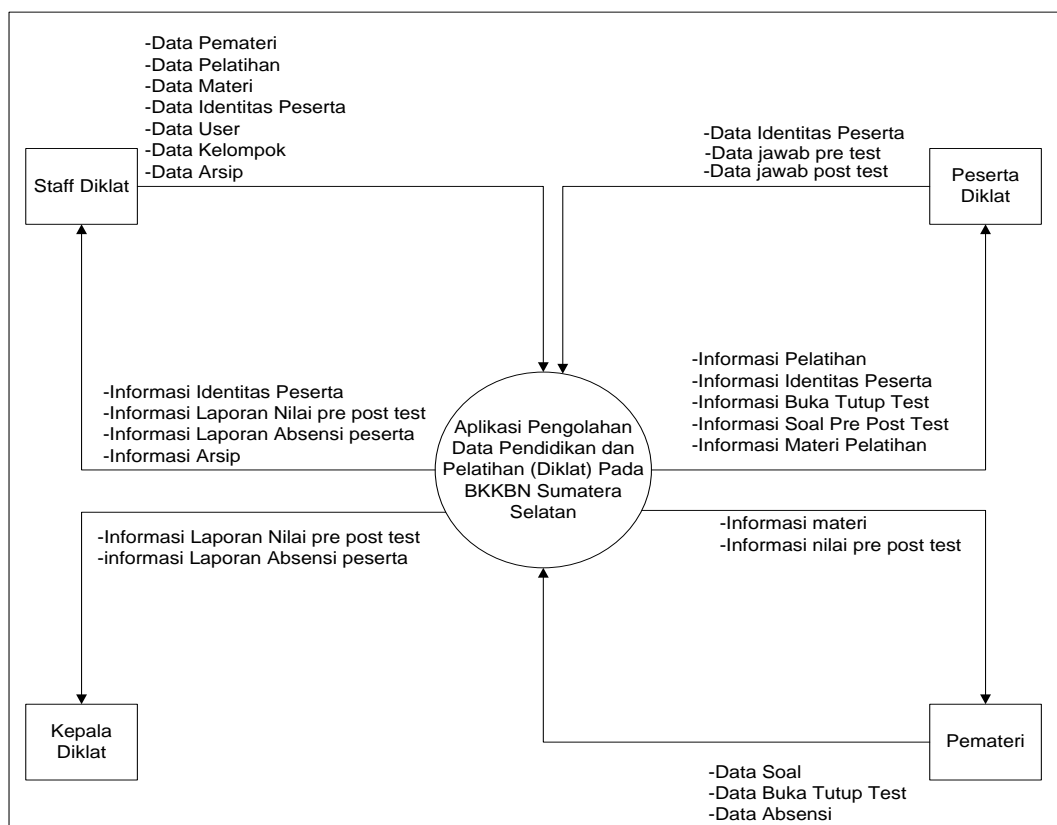 -Data Pemateri
-Data Pelatihan
-Data Materi
-Data Identitas Peserta
-Data User
-Data Kelompok
-Data Arsip
Staff Diklat
-Data Identitas Peserta
-Data jawab pre test
-Data jawab post test
Peserta
Diklat
-Informasi Identitas Peserta
-Informasi Laporan Nilai pre post test
-Informasi Laporan Absensi peserta
-Informasi Arsip
Aplikasi Pengolahan
Data Pendidikan dan
Pelatihan (Diklat) Pada
BKKBN Sumatera
Selatan
-Informasi Pelatihan
-Informasi Identitas Peserta
-Informasi Buka Tutup Test
-Informasi Soal Pre Post Test
-Informasi Materi Pelatihan
-Informasi Laporan Nilai pre post test
-informasi Laporan Absensi peserta
-Informasi materi
-Informasi nilai pre post test
Kepala
Diklat
Pemateri
-Data Soal
-Data Buka Tutup Test
-Data Absensi